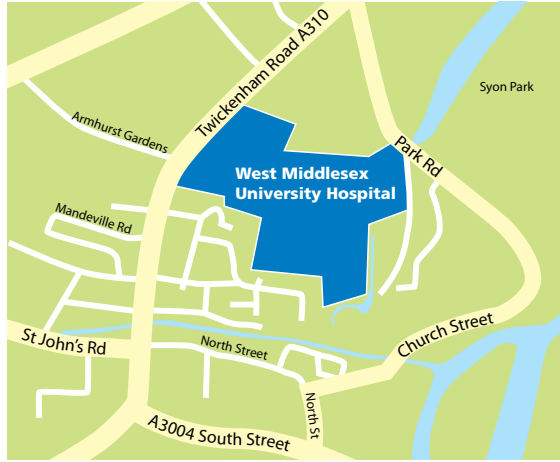 Twickenham Road A310
Syon Park
Armhurst Gardens
Park Rd
West Middlesex
University Hospital
Mandeville Rd
Church Street
St John's Rd
North Street
North St
A3004 South Street